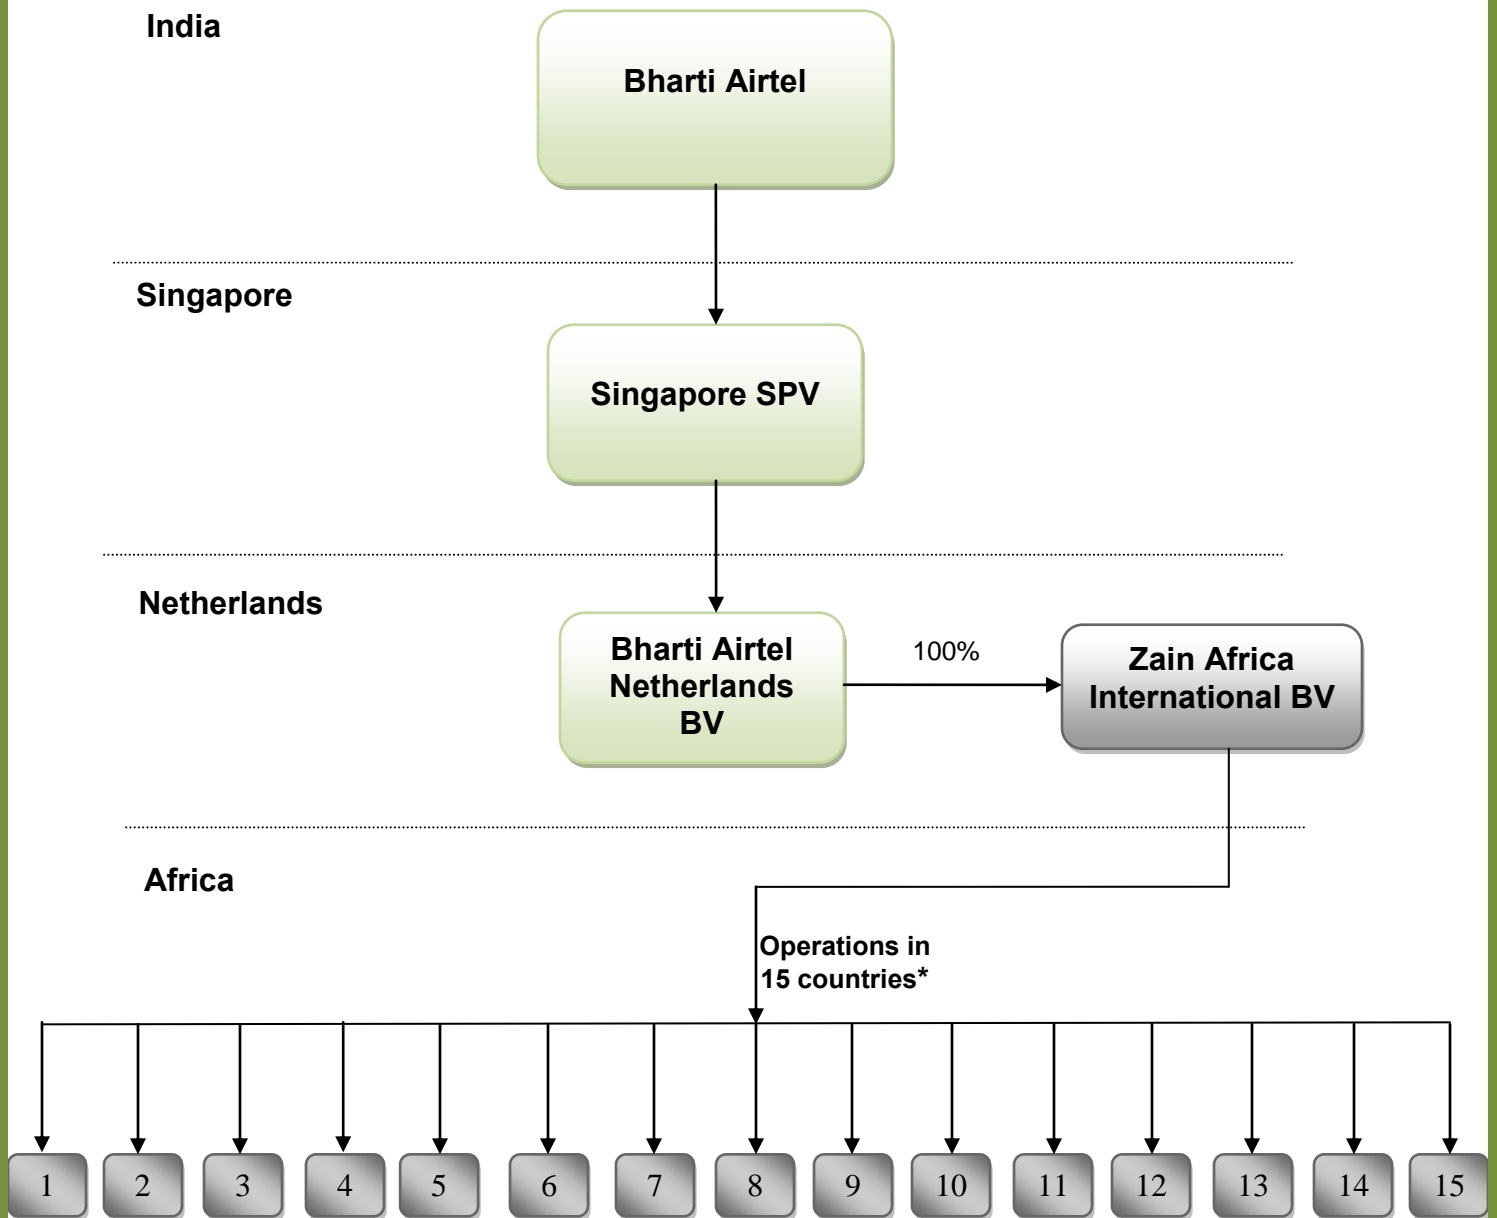 India
Bharti Airtel
Singapore
Singapore SPV
Netherlands
Bharti Airtel
Netherlands
BV
100%
Zain Africa
International BV
Africa
Operations in
15 countries*
1 2 3 4 5 6 7 8 9 10 11 12 13 14 15